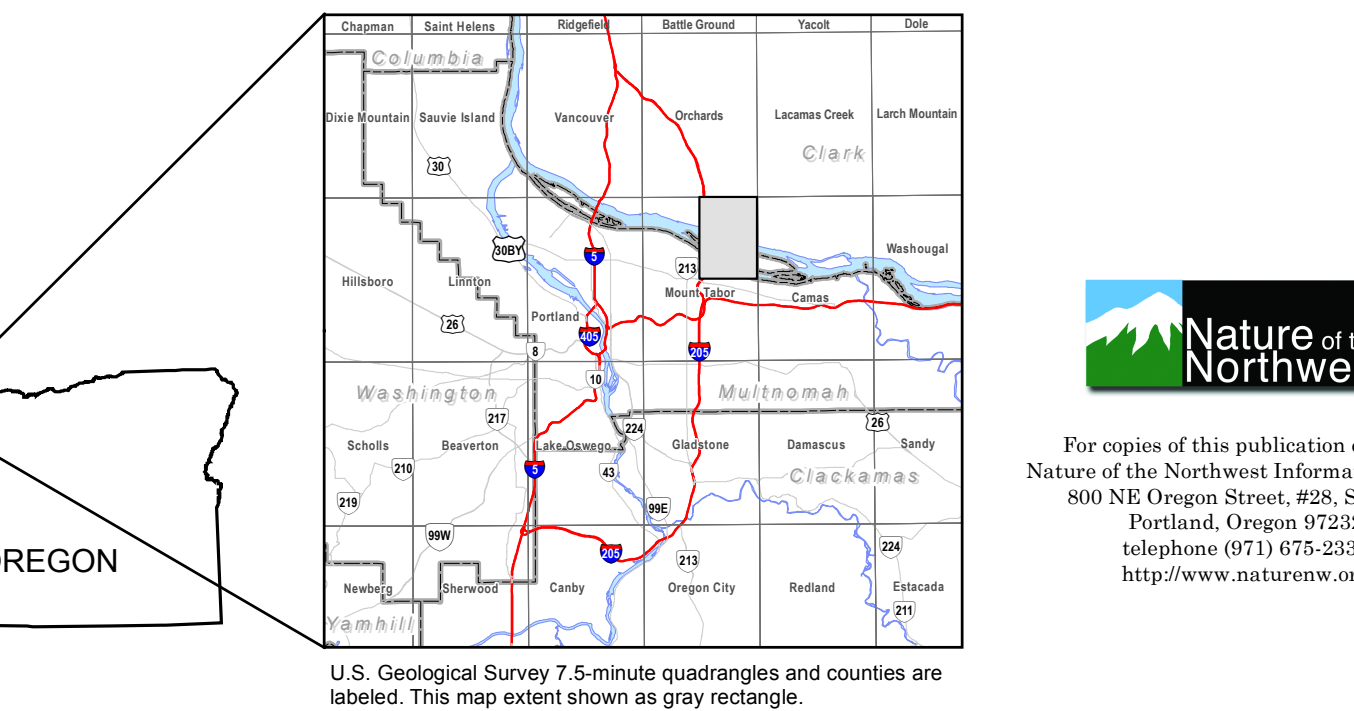 Chapman Saint Helens Ridgefield Battle Ground Yacolt Dole
Columbia
Dixie Mountain Sauvie Island Vancouver Orchards Lacamas Creek Larch Mountain
Clark
30
30BY
5
213
Washougal
Hillsboro Linnton Mount Tabor Camas
Portland
26
405
8
205
10
Washington Multnomah
217
224
26
Scholls Beaverton Lake Oswego Gladstone Damascus Sandy
210
5
43
Clackamas
219
99E
99W
205
213
224
Newberg Sherwood Canby Oregon City Redland Estacada
211
Yamhill
REGON
U.S. Geological Survey 7.5-minute quadrangles and counties are
labeled. This map extent shown as gray rectangle.
Nature of t
Northwe
For copies of this publication
Nature of the Northwest Informa
800 NE Oregon Street, #28, S
Portland, Oregon 97232
telephone (971) 675-233
http://www.naturenw.or